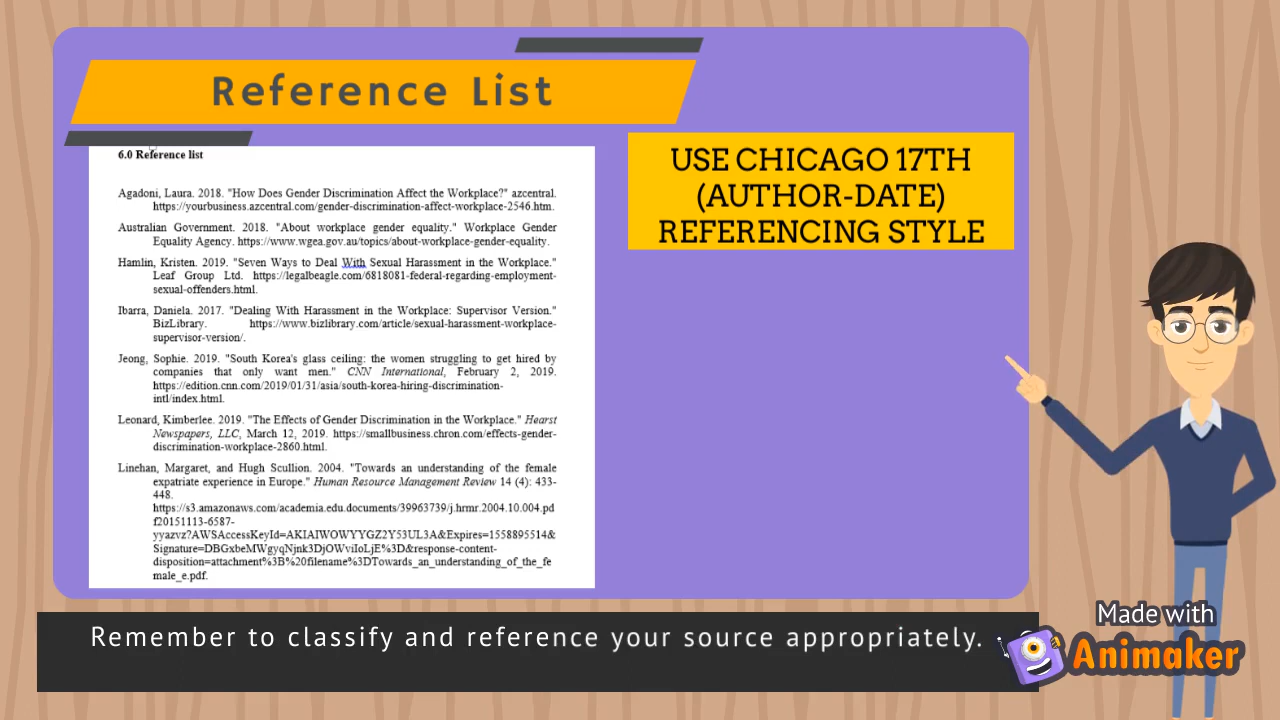 Reference List
6.0 Reference list
Agadoni, Laura. 2018. "How Does Gender Discrimination Affect the Workplace?" azcentral.
https://yourbusiness.azcentral.com/gender-discrimination-affect-workplace-2546.htm.
Australian Government. 2018. "About workplace gender equality." Workplace Gender
Equality Agency. https://www.wgea.gov.au/topics/about-workplace-gender-equality.
Hamlin, Kristen. 2019. "Seven Ways to Deal With Sexual Harassment in the Workplace."
Leaf Group Ltd. https://legalbeagle.com/6818081-federal-regarding-employment-
sexual-offenders.html.
Ibarra, Daniela. 2017. "Dealing With Harassment in the Workplace: Supervisor Version."
BizLibrary. https://www.bizlibrary.com/article/sexual-harassment-workplace-
supervisor-version/.
Jeong, Sophie. 2019. "South Korea's glass ceiling: the women struggling to get hired by
companies that only want men." CNN International, February 2, 2019.
https://edition.cnn.com/2019/01/31/asia/south-korea-hiring-discrimination-
intl/index.html.
Leonard, Kimberlee. 2019. "The Effects of Gender Discrimination in the Workplace." Hearst
Newspapers, LLC, March 12, 2019. https://smallbusiness.chron.com/effects-gender-
discrimination-workplace-2860.html.
Linehan, Margaret, and Hugh Scullion. 2004. "Towards an understanding of the female
expatriate experience in Europe." Human Resource Management Review 14 (4): 433-
448.
https://s3.amazonaws.com/academia.edu.documents/39963739/j.hrmr.2004.10.004.pd
f20151113-6587-
yyazvz?AWSAccessKeyId=AKIAIWOWYYGZ2Y53UL3A&Expires=1558895514&
Signature=DBGxbeMWgyqNjnk3DjOWviIoLjE%3D&response-content-
disposition=attachment%3B%20filename%3DTowards_an_understanding_of_the_fe
male_e.pdf.
USE CHICAGO 17TH
(AUTHOR-DATE)
REFERENCING STYLE
Remember to classify and reference your source appropriately.
Made with
Animaker